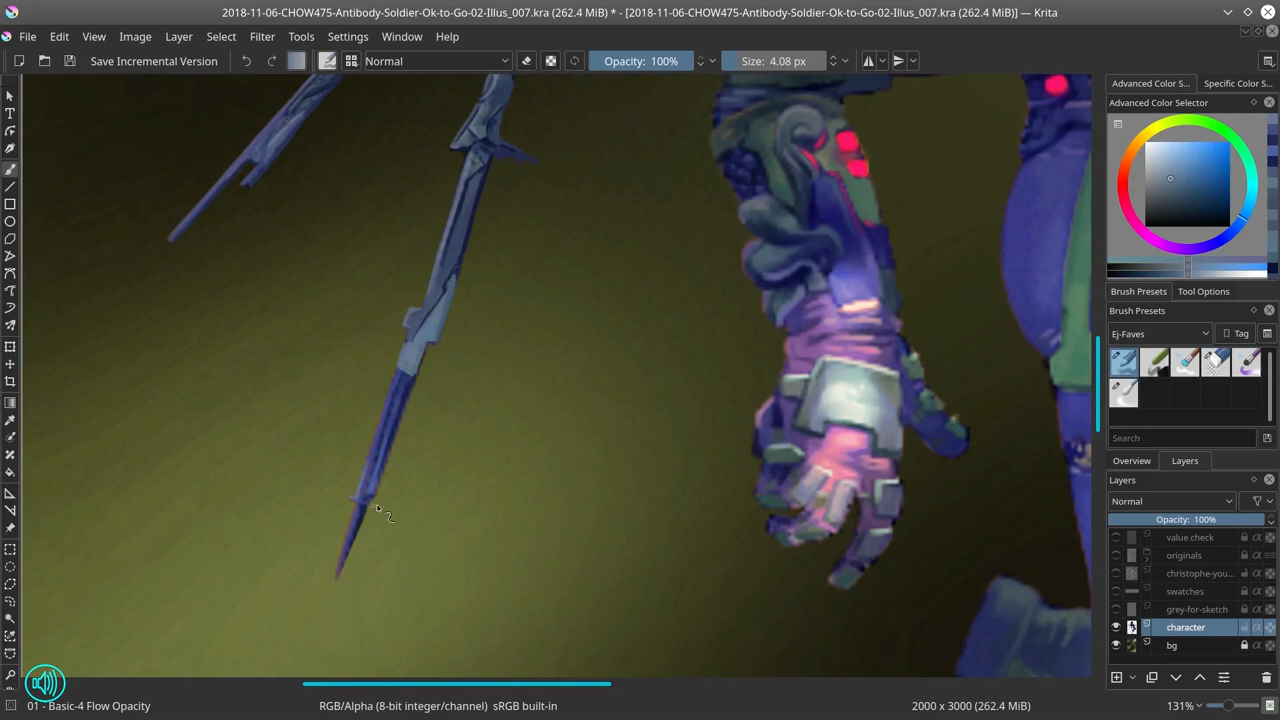 2018-11-06-CHOW475-Antibody-Soldier-Ok-to-Go-02-Illus_007.kra (262.4 MiB) * - [2018-11-06-CHOW475-Antibody-Soldier-Ok-to-Go-02-Illus_007.kra (262.4 MiB)] — Krita
File Edit View Image Layer Select Filter Tools Settings Window Help
Save Incremental Version Normal Opacity: 100% Size: 4.08 px
Advanced Color S... Specific Color S...
Advanced Color Selector
Brush Presets Tool Options
Brush Presets
Ej-Faves Tag
Search
Overview Layers
Layers
Normal
Opacity: 100%
value check
originals
christophe-you...
swatches
grey-for-sketch
character
bg
01 - Basic-4 Flow Opacity RGB/Alpha (8-bit integer/channel) sRGB built-in 2000 x 3000 (262.4 MiB) 131%